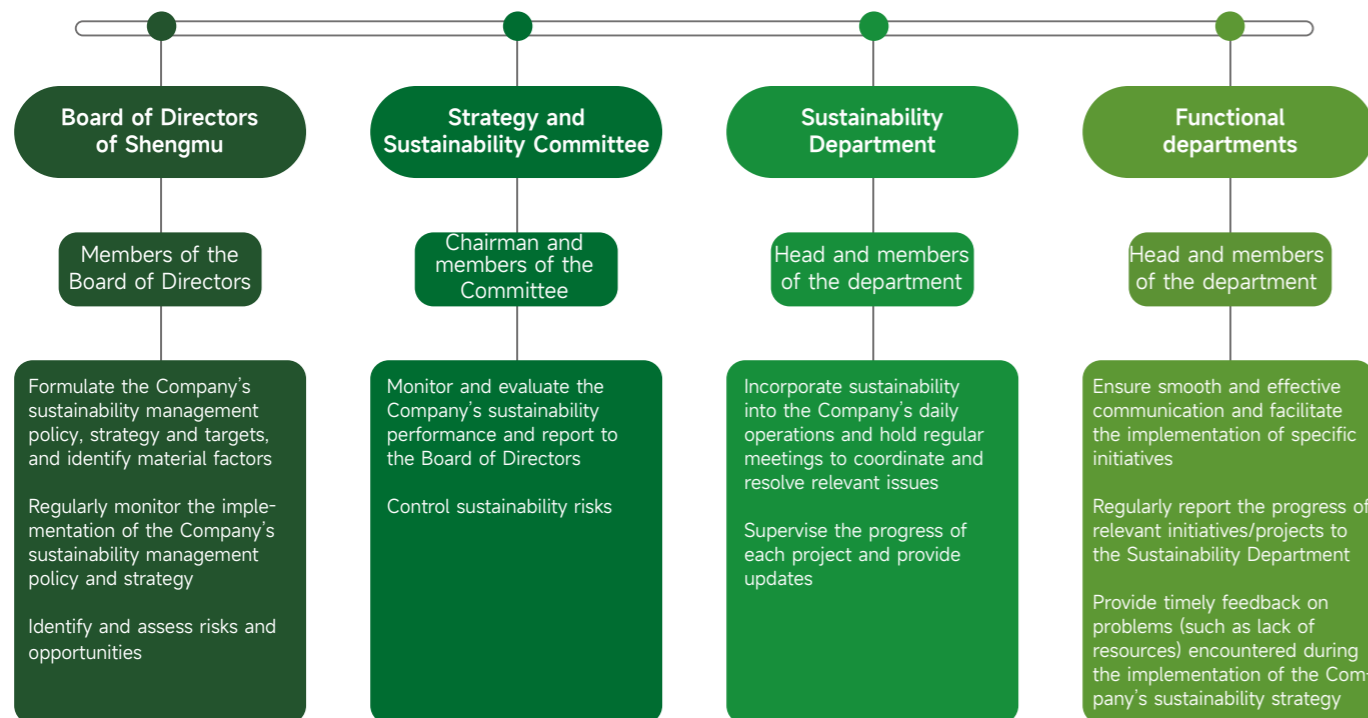 Board of Directors
of Shengmu
Members of the
Board of Directors
Formulate the Company's
sustainability management
policy, strategy and targets,
and identify material factors
Regularly monitor the imple-
mentation of the Company's
sustainability management
policy and strategy
Identify and assess risks and
opportunities
Strategy and
Sustainability Committee
Chairman and
members of the
Committee
Monitor and evaluate the
Company's sustainability
performance and report to
the Board of Directors
Control sustainability risks
Sustainability
Department
Head and members
of the department
Incorporate sustainability
into the Company's daily
operations and hold regular
meetings to coordinate and
resolve relevant issues
Supervise the progress of
each project and provide
updates
Functional
departments
Head and members
of the department
Ensure smooth and effective
communication and facilitate
the implementation of specific
initiatives
Regularly report the progress of
relevant initiatives/projects to
the Sustainability Department
Provide timely feedback on
problems (such as lack of
resources) encountered during
the implementation of the Com-
pany's sustainability strategy